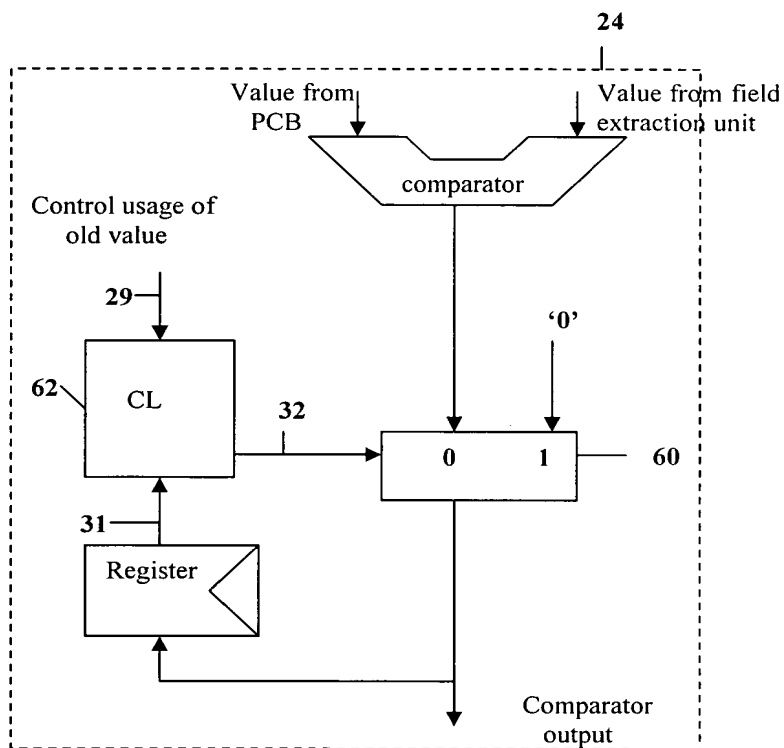 24
Value from
PCB
Value from field
extraction unit
comparator
Control usage of
old value
29
‘0’
62
CL
32
0 1
60
31
Register
Comparator
output